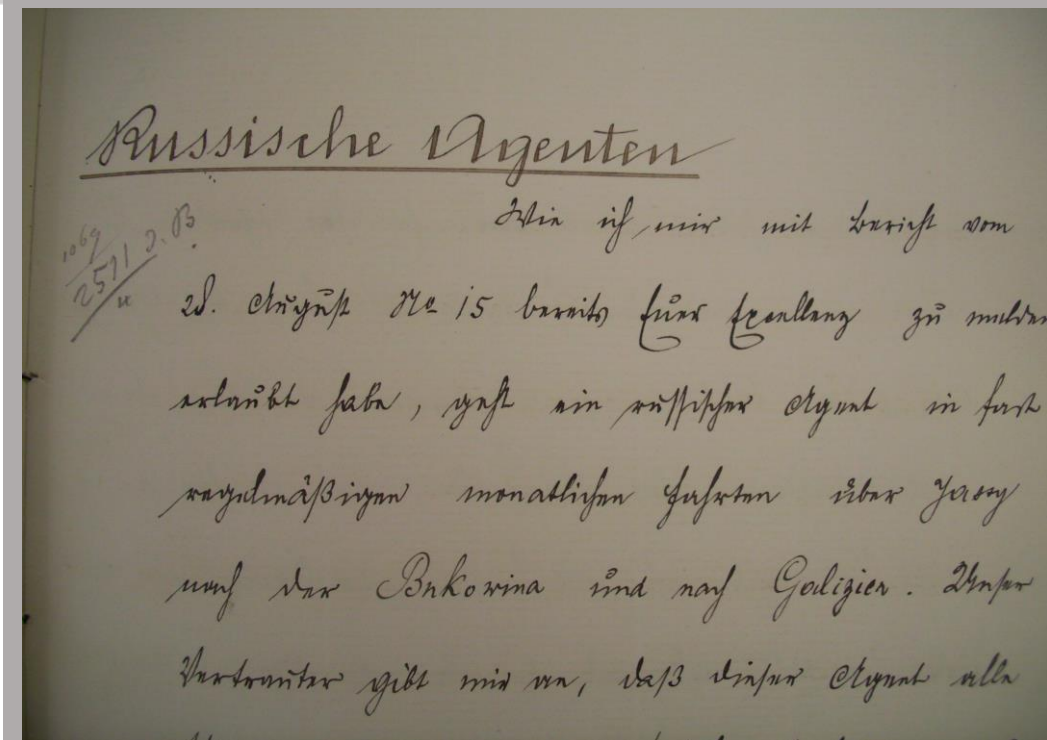 Russische Agenten
1069
2511 J. B
Wie ich mir mit Bericht vom
28. August No 15 bereits Euer Exzellenz zu melden
erlaubt habe, geht ein russischer Agent in fast
regelmäßigen monatlichen Fahrten über Jassy
nach der Bukowina und nach Galizien. Unser
Vertrauter gibt mir an, daß dieser Agent alle